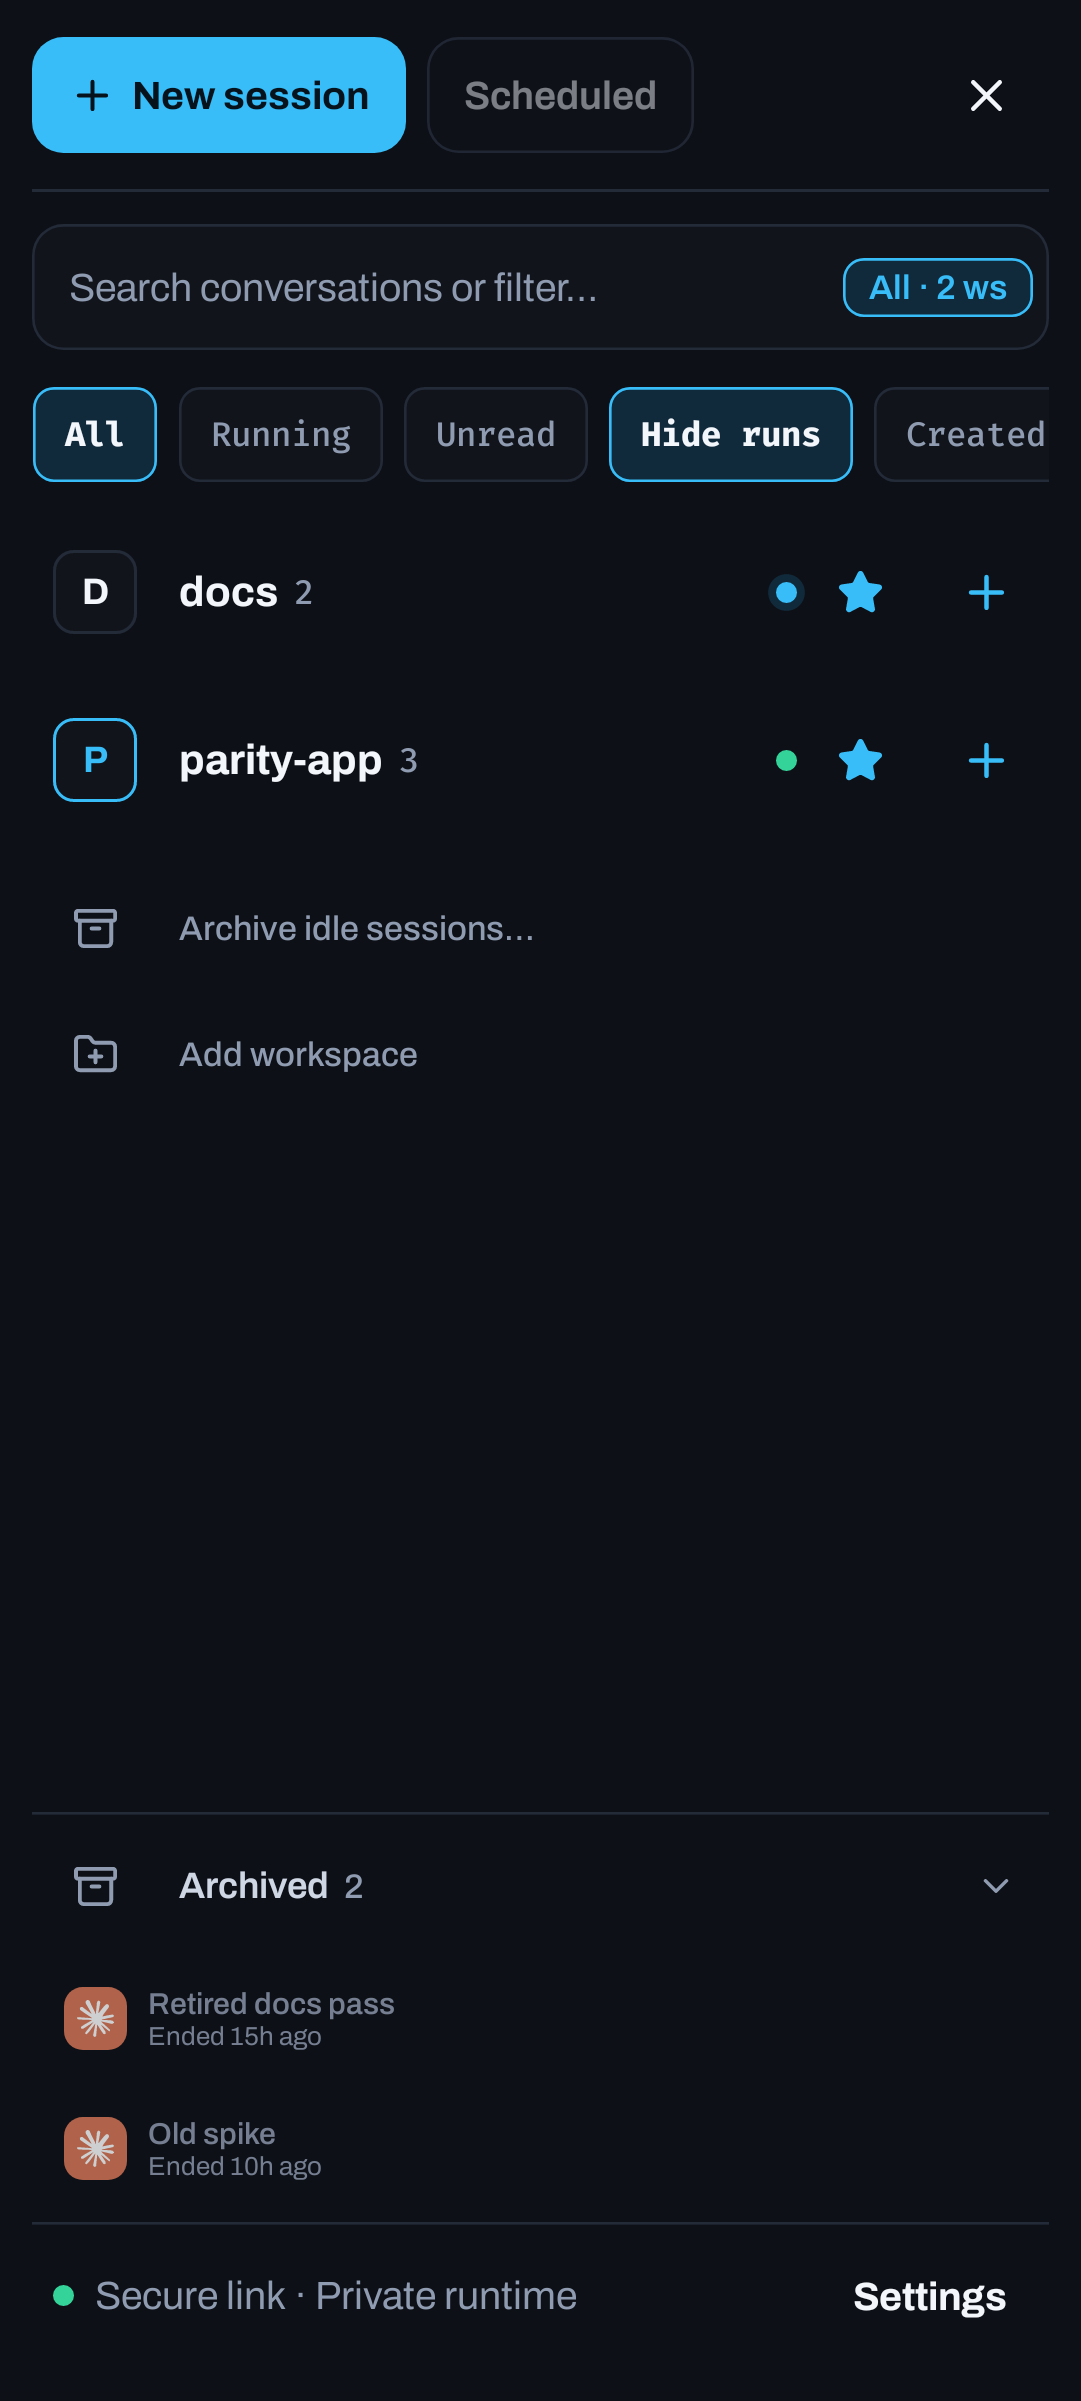 New session
Scheduled
Search conversations or filter...
All · 2 ws
All
Running
Unread
Hide runs
Created
D
docs 2
P
parity-app 3
Archive idle sessions...
Add workspace
Archived 2
Retired docs pass
Ended 15h ago
Old spike
Ended 10h ago
Secure link · Private runtime
Settings